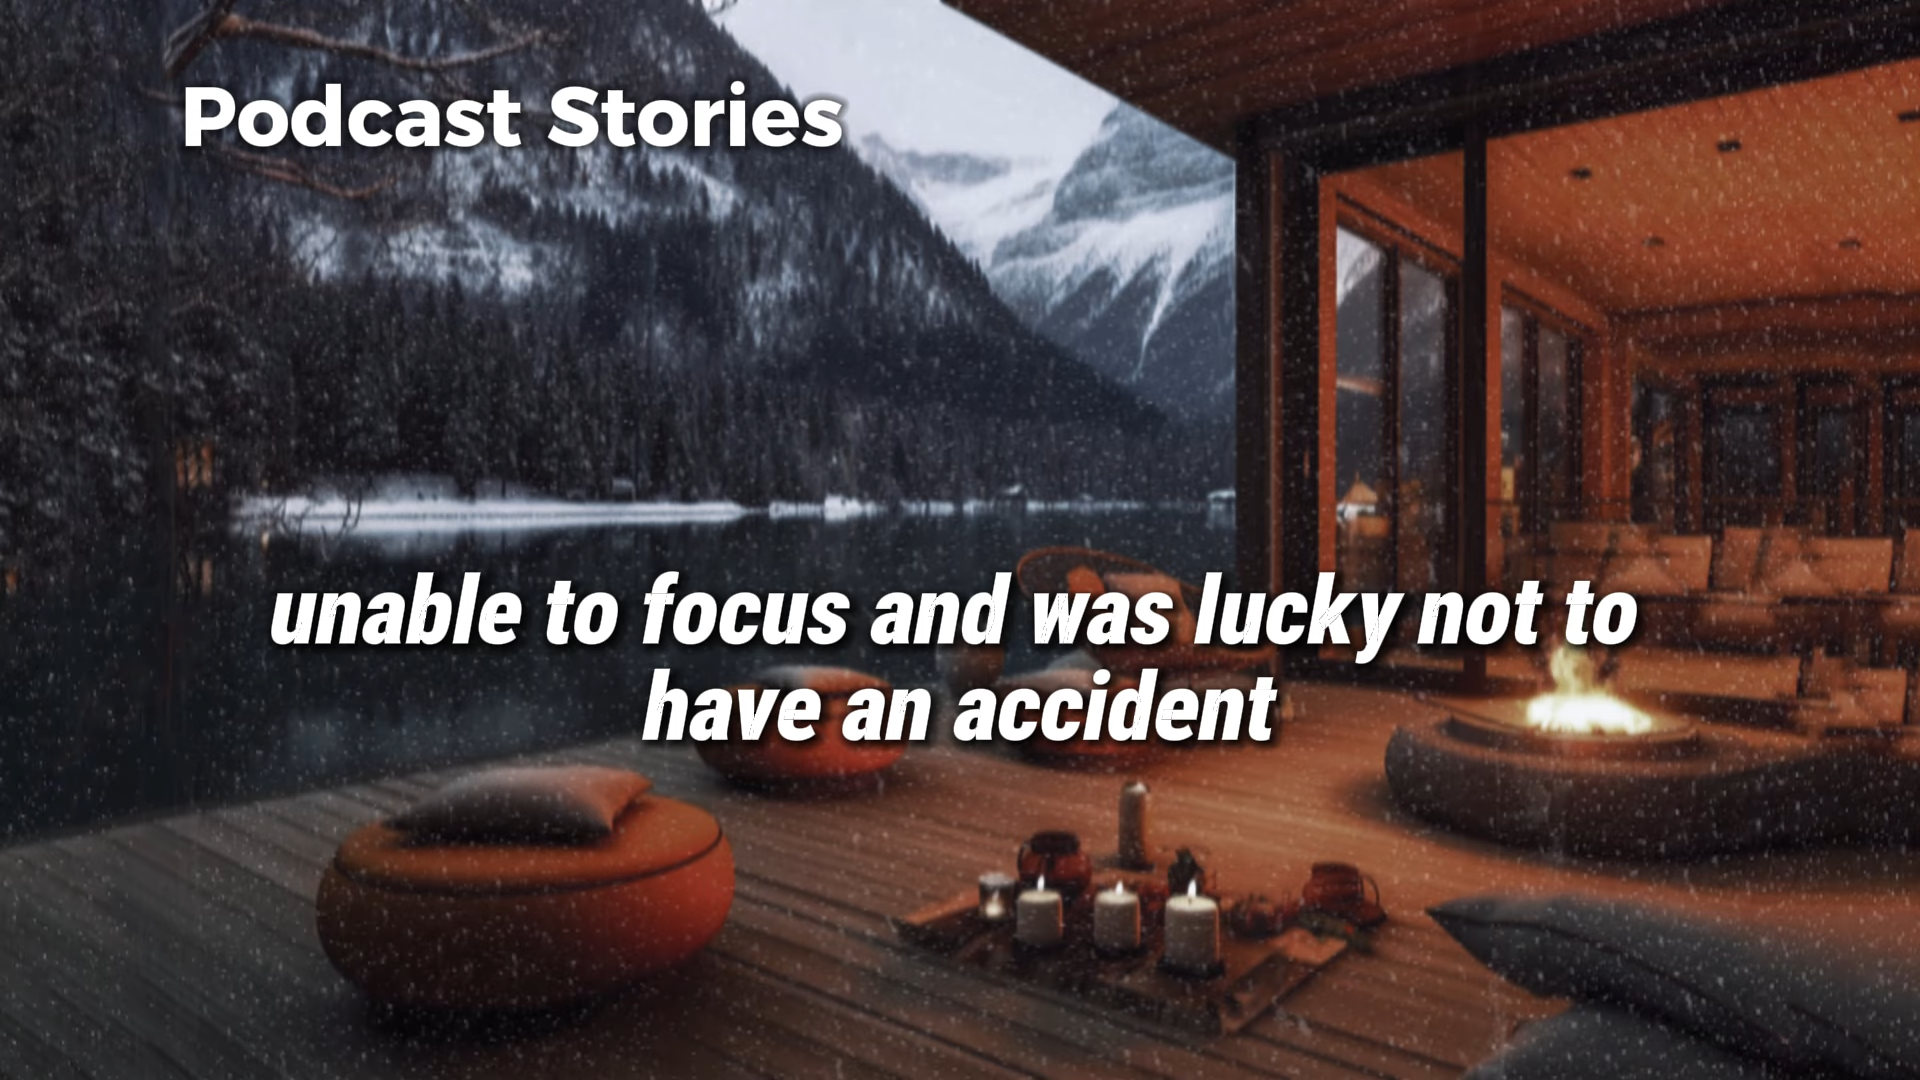 Podcast Stories
unable to focus and was lucky not to
have an accident